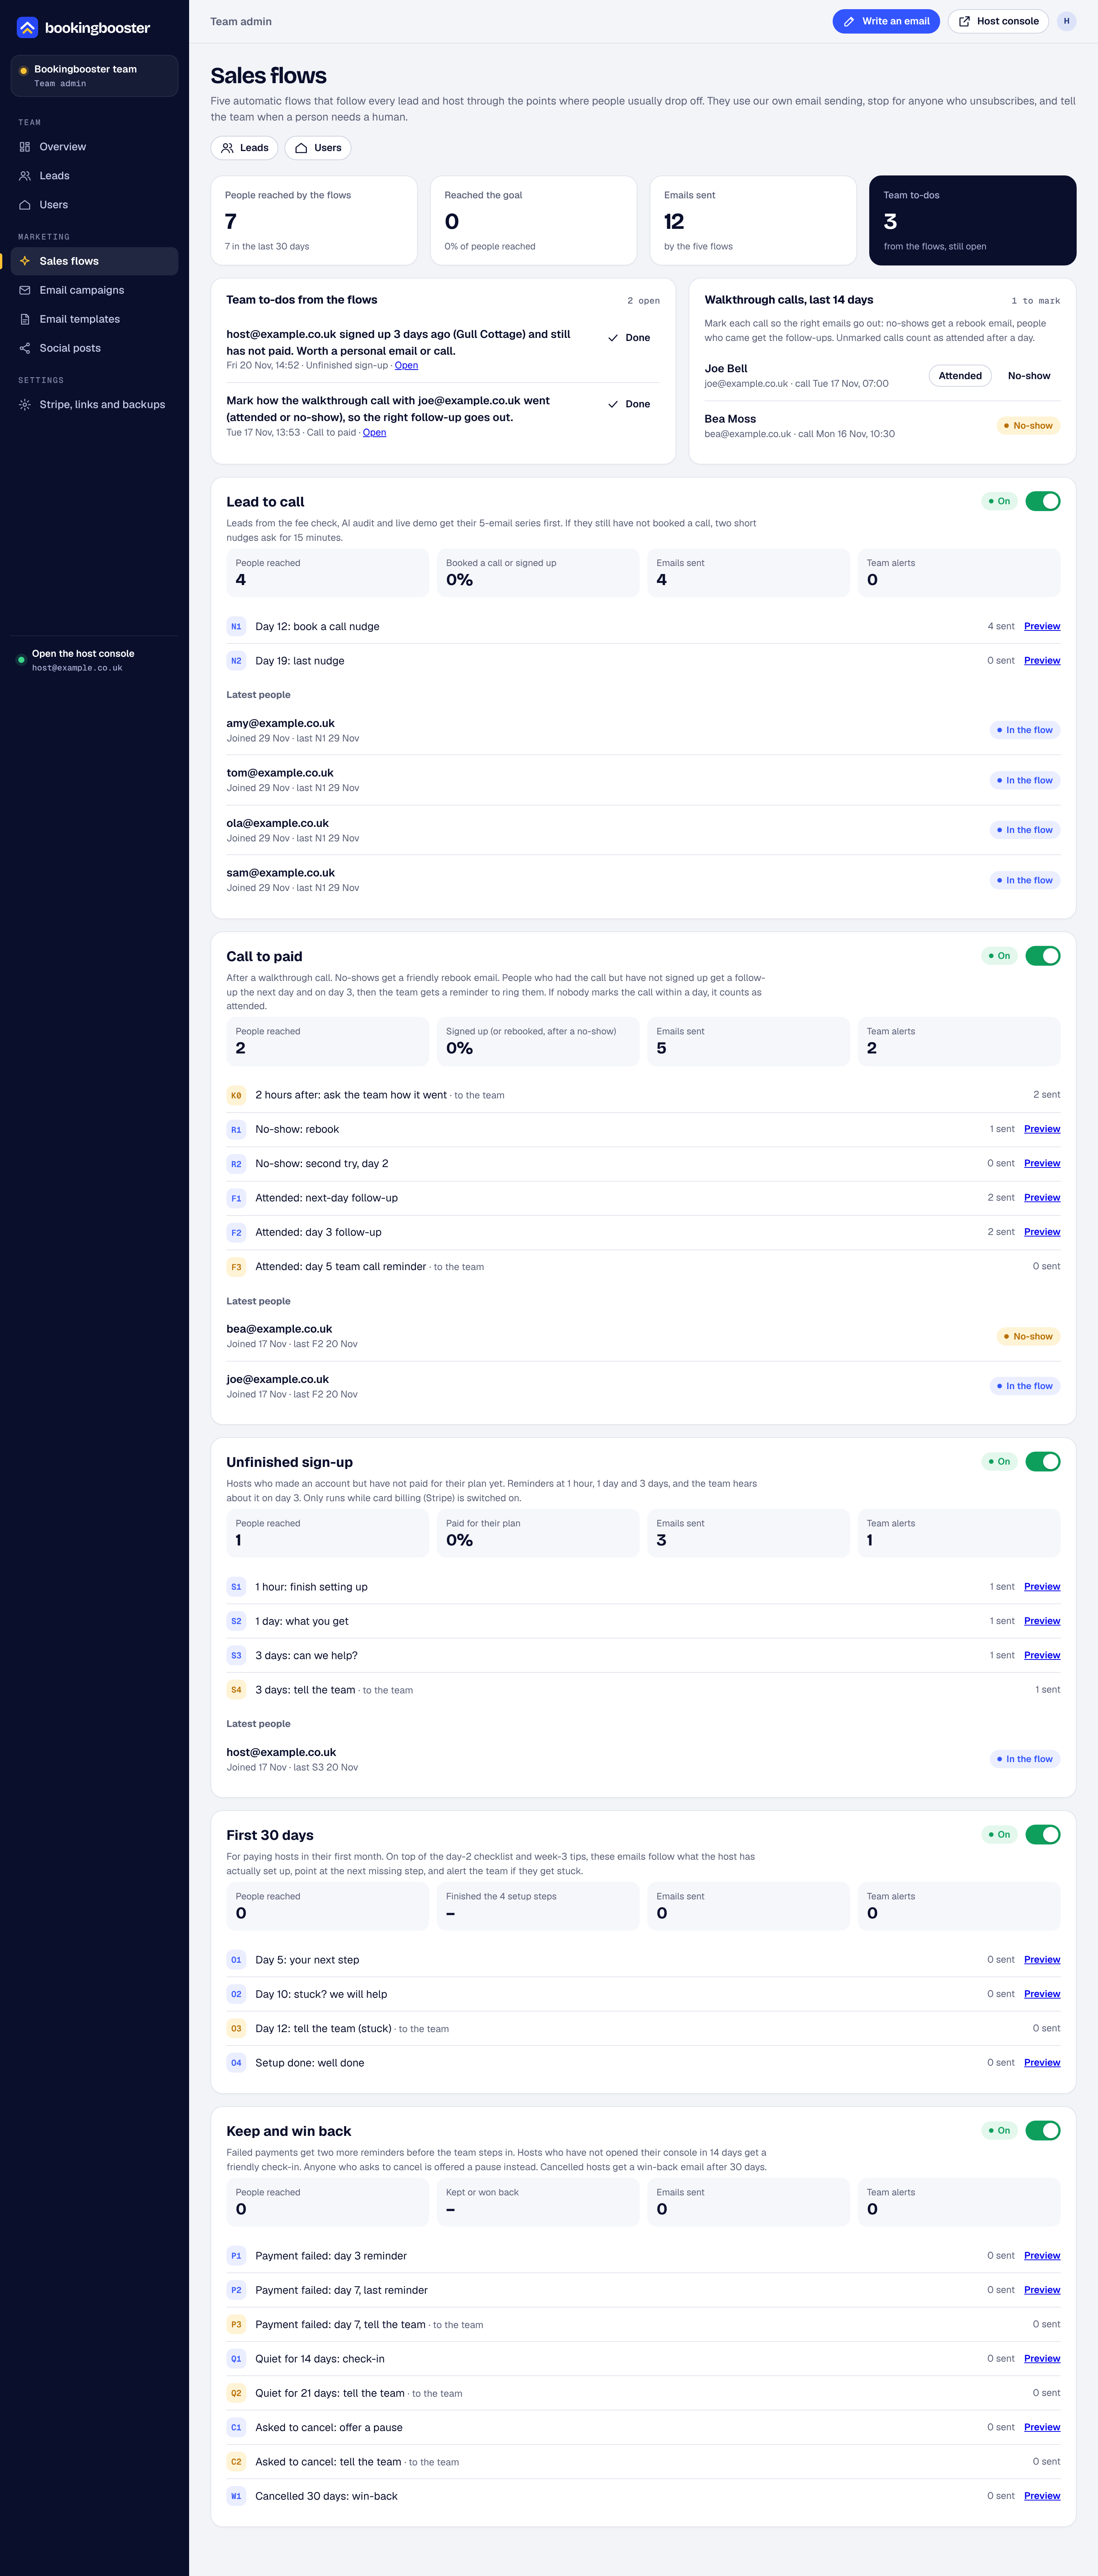 bookingbooster
Bookingbooster team
Team admin
TEAM
Overview
Leads
Users
MARKETING
Sales flows
Email campaigns
Email templates
Social posts
SETTINGS
Stripe, links and backups
Open the host console
host@example.co.uk
Team admin
Write an email
Host console
H
Sales flows
Five automatic flows that follow every lead and host through the points where people usually drop off. They use our own email sending, stop for anyone who unsubscribes, and tell
the team when a person needs a human.
Leads
Users
People reached by the flows
7
7 in the last 30 days
Reached the goal
0
0% of people reached
Emails sent
12
by the five flows
Team to-dos
3
from the flows, still open
Team to-dos from the flows
2 open
host@example.co.uk signed up 3 days ago (Gull Cottage) and still
has not paid. Worth a personal email or call.
Fri 20 Nov, 14:52 · Unfinished sign-up · Open
Done
Mark how the walkthrough call with joe@example.co.uk went
(attended or no-show), so the right follow-up goes out.
Tue 17 Nov, 13:53 · Call to paid · Open
Done
Walkthrough calls, last 14 days
1 to mark
Mark each call so the right emails go out: no-shows get a rebook email, people
who came get the follow-ups. Unmarked calls count as attended after a day.
Joe Bell
joe@example.co.uk · call Tue 17 Nov, 07:00
Attended
No-show
Bea Moss
bea@example.co.uk · call Mon 16 Nov, 10:30
No-show
Lead to call
On
Leads from the fee check, AI audit and live demo get their 5-email series first. If they still have not booked a call, two short
nudges ask for 15 minutes.
People reached
4
Booked a call or signed up
0%
Emails sent
4
Team alerts
0
N1 Day 12: book a call nudge 4 sent Preview
N2 Day 19: last nudge 0 sent Preview
Latest people
amy@example.co.uk
Joined 29 Nov · last N1 29 Nov
In the flow
tom@example.co.uk
Joined 29 Nov · last N1 29 Nov
In the flow
ola@example.co.uk
Joined 29 Nov · last N1 29 Nov
In the flow
sam@example.co.uk
Joined 29 Nov · last N1 29 Nov
In the flow
Call to paid
On
After a walkthrough call. No-shows get a friendly rebook email. People who had the call but have not signed up get a follow-
up the next day and on day 3, then the team gets a reminder to ring them. If nobody marks the call within a day, it counts as
attended.
People reached
2
Signed up (or rebooked, after a no-show)
0%
Emails sent
5
Team alerts
2
K0 2 hours after: ask the team how it went · to the team 2 sent
R1 No-show: rebook 1 sent Preview
R2 No-show: second try, day 2 0 sent Preview
F1 Attended: next-day follow-up 2 sent Preview
F2 Attended: day 3 follow-up 2 sent Preview
F3 Attended: day 5 team call reminder · to the team 0 sent
Latest people
bea@example.co.uk
Joined 17 Nov · last F2 20 Nov
No-show
joe@example.co.uk
Joined 17 Nov · last F2 20 Nov
In the flow
Unfinished sign-up
On
Hosts who made an account but have not paid for their plan yet. Reminders at 1 hour, 1 day and 3 days, and the team hears
about it on day 3. Only runs while card billing (Stripe) is switched on.
People reached
1
Paid for their plan
0%
Emails sent
3
Team alerts
1
S1 1 hour: finish setting up 1 sent Preview
S2 1 day: what you get 1 sent Preview
S3 3 days: can we help? 1 sent Preview
S4 3 days: tell the team · to the team 1 sent
Latest people
host@example.co.uk
Joined 17 Nov · last S3 20 Nov
In the flow
First 30 days
On
For paying hosts in their first month. On top of the day-2 checklist and week-3 tips, these emails follow what the host has
actually set up, point at the next missing step, and alert the team if they get stuck.
People reached
0
Finished the 4 setup steps
–
Emails sent
0
Team alerts
0
O1 Day 5: your next step 0 sent Preview
O2 Day 10: stuck? we will help 0 sent Preview
O3 Day 12: tell the team (stuck) · to the team 0 sent
O4 Setup done: well done 0 sent Preview
Keep and win back
On
Failed payments get two more reminders before the team steps in. Hosts who have not opened their console in 14 days get a
friendly check-in. Anyone who asks to cancel is offered a pause instead. Cancelled hosts get a win-back email after 30 days.
People reached
0
Kept or won back
–
Emails sent
0
Team alerts
0
P1 Payment failed: day 3 reminder 0 sent Preview
P2 Payment failed: day 7, last reminder 0 sent Preview
P3 Payment failed: day 7, tell the team · to the team 0 sent
Q1 Quiet for 14 days: check-in 0 sent Preview
Q2 Quiet for 21 days: tell the team · to the team 0 sent
C1 Asked to cancel: offer a pause 0 sent Preview
C2 Asked to cancel: tell the team · to the team 0 sent
W1 Cancelled 30 days: win-back 0 sent Preview